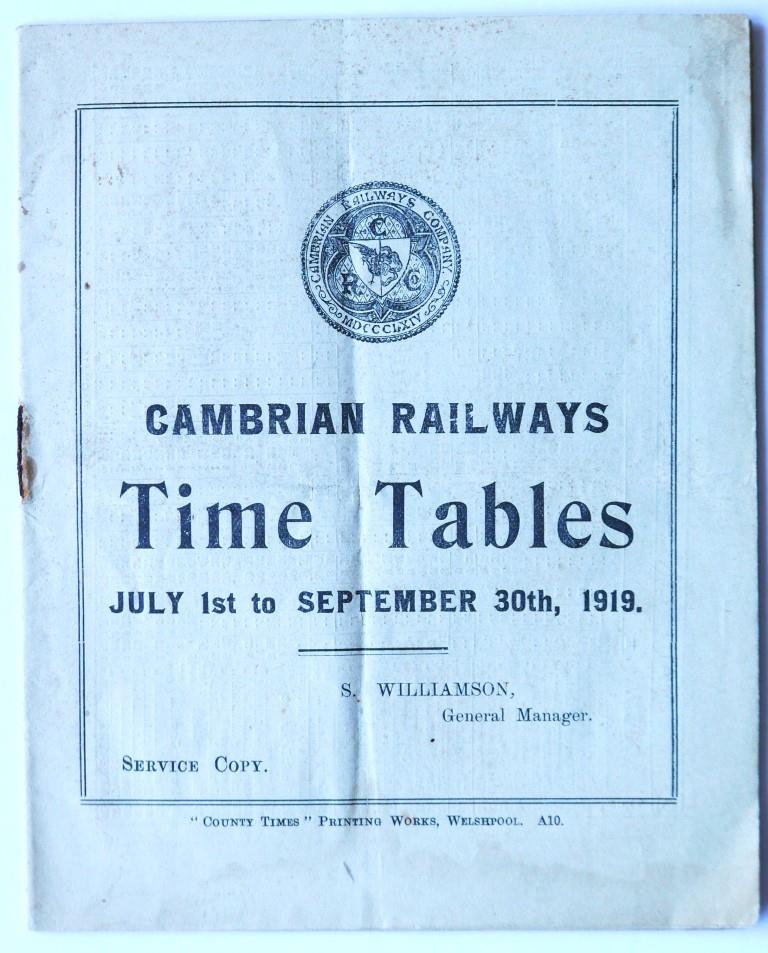 CAMBRIAN RAILWAYS COMPANY
C
R C
MDCCCLXIV
CAMBRIAN RAILWAYS
Time Tables
JULY 1st to SEPTEMBER 30th, 1919.
S. WILLIAMSON,
General Manager.
SERVICE COPY.
" COUNTY TIMES " PRINTING WORKS, WELSHPOOL. A10.